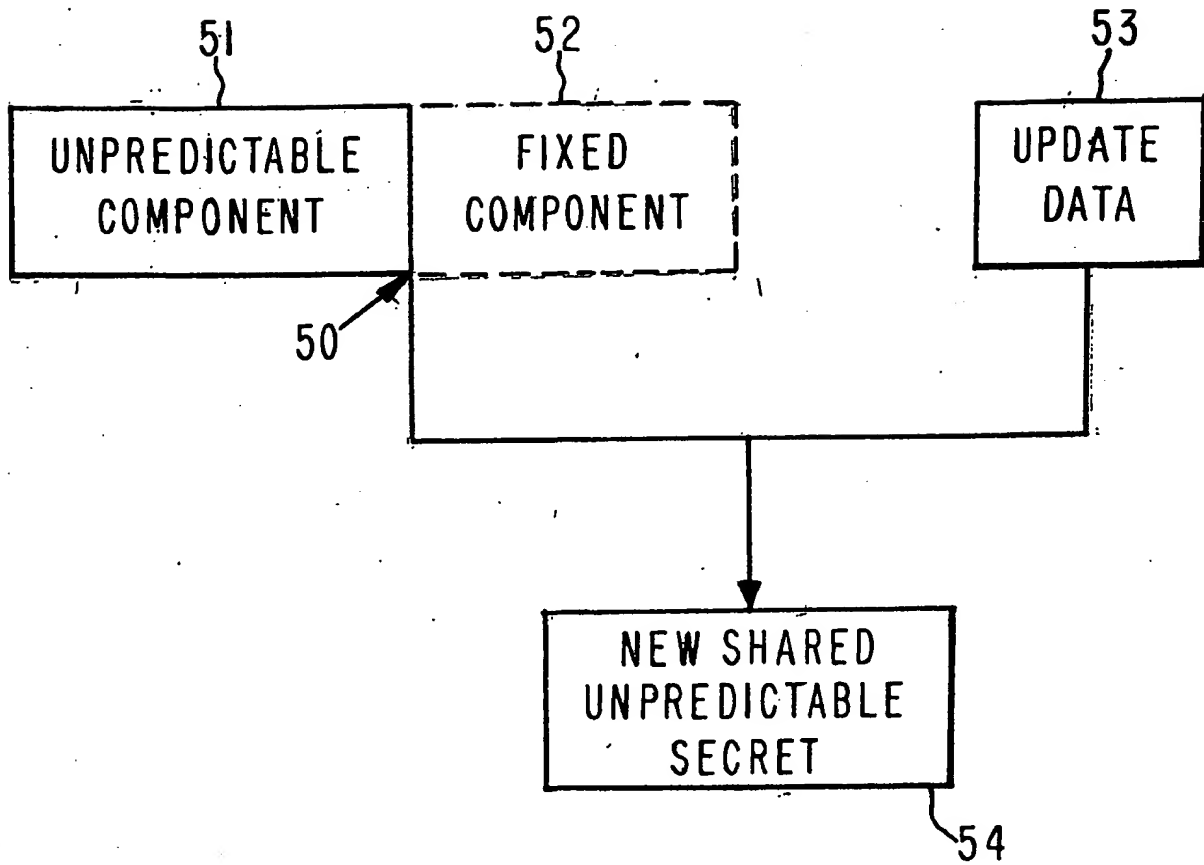 51
52
53
UNPREDICTABLE
COMPONENT
FIXED
COMPONENT
UPDATE
DATA
50
NEW SHARED
UNPREDICTABLE
SECRET
54